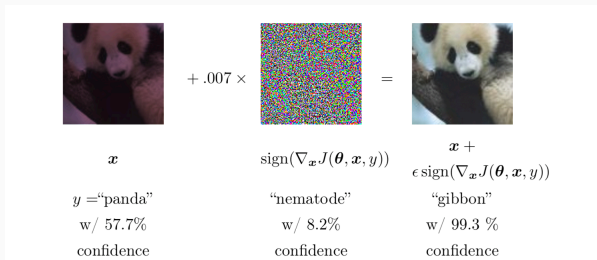 + .007 ×
=
x
sign(∇ₓJ(θ, x, y))
x +
ϵ sign(∇ₓJ(θ, x, y))
y =“panda”
“nematode”
“gibbon”
w/ 57.7%
w/ 8.2%
w/ 99.3 %
confidence
confidence
confidence